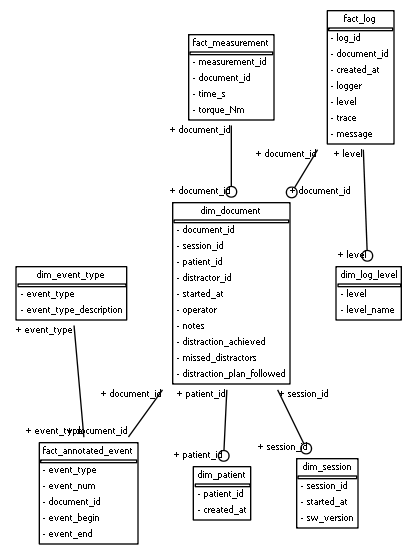 fact_log
- log_id
- document_id
- created_at
- logger
- level
- trace
- message
fact_measurement
- measurement_id
- document_id
- time_s
- torque_Nm
+ document_id
+ document_id
+ level
+ document_id
+ document_id
+ level
dim_document
- document_id
- session_id
- patient_id
- distractor_id
- started_at
- operator
- notes
- distraction_achieved
- missed_distractors
- distraction_plan_followed
dim_event_type
- event_type
- event_type_description
+ event_type
dim_log_level
- level
- level_name
+ document_id
+ patient_id
+ session_id
+ event_type
+ document_id
+ patient_id
+ session_id
fact_annotated_event
- event_type
- event_num
- document_id
- event_begin
- event_end
dim_patient
- patient_id
- created_at
dim_session
- session_id
- started_at
- sw_version